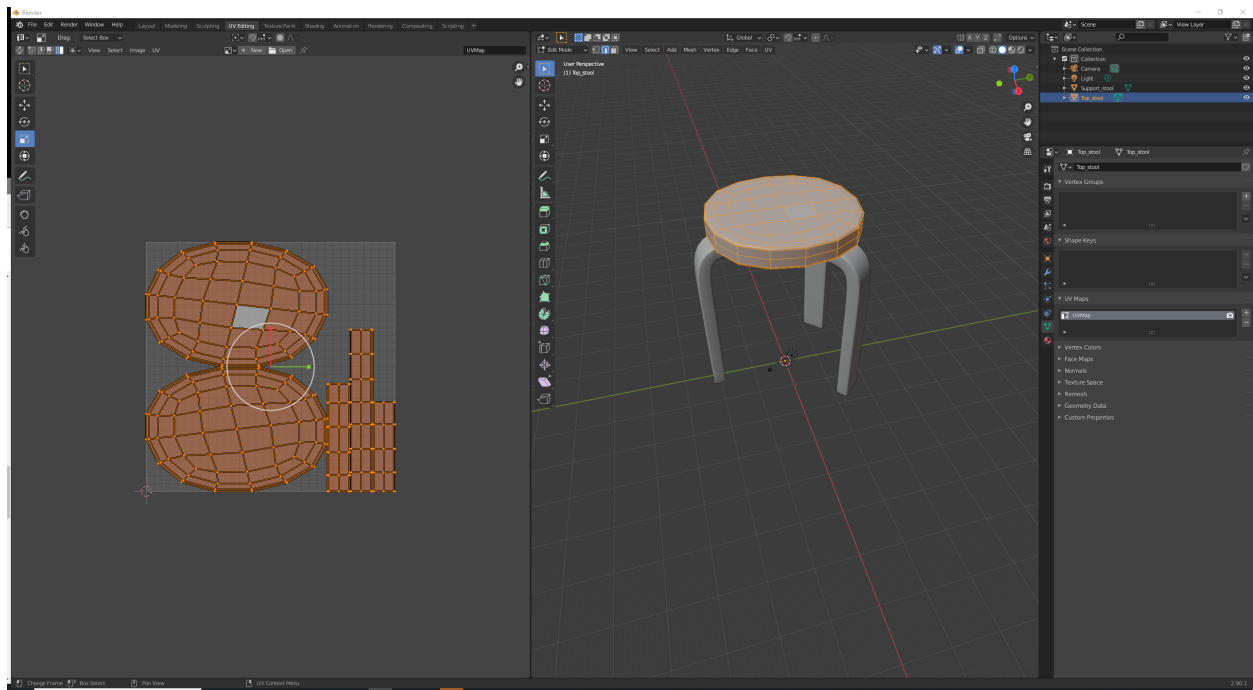 Blender
File Edit Render Window Help Layout Modeling Sculpting UV Editing Texture Paint Shading Animation Rendering Compositing Scripting + Scene View Layer
Drag: Select Box Global X Y Z Options
View Select Image UV + New Open UVMap Edit Mode View Select Add Mesh Vertex Edge Face UV
User Perspective
(1) Top_stool
Scene Collection
Collection
Camera
Light
Support_stool
Top_stool
Top_stool Top_stool
Top_stool
Vertex Groups
Shape Keys
UV Maps
UVMap
Vertex Colors
Face Maps
Normals
Texture Space
Remesh
Geometry Data
Custom Properties
Change Frame Box Select Pan View UV Context Menu 2.90.1